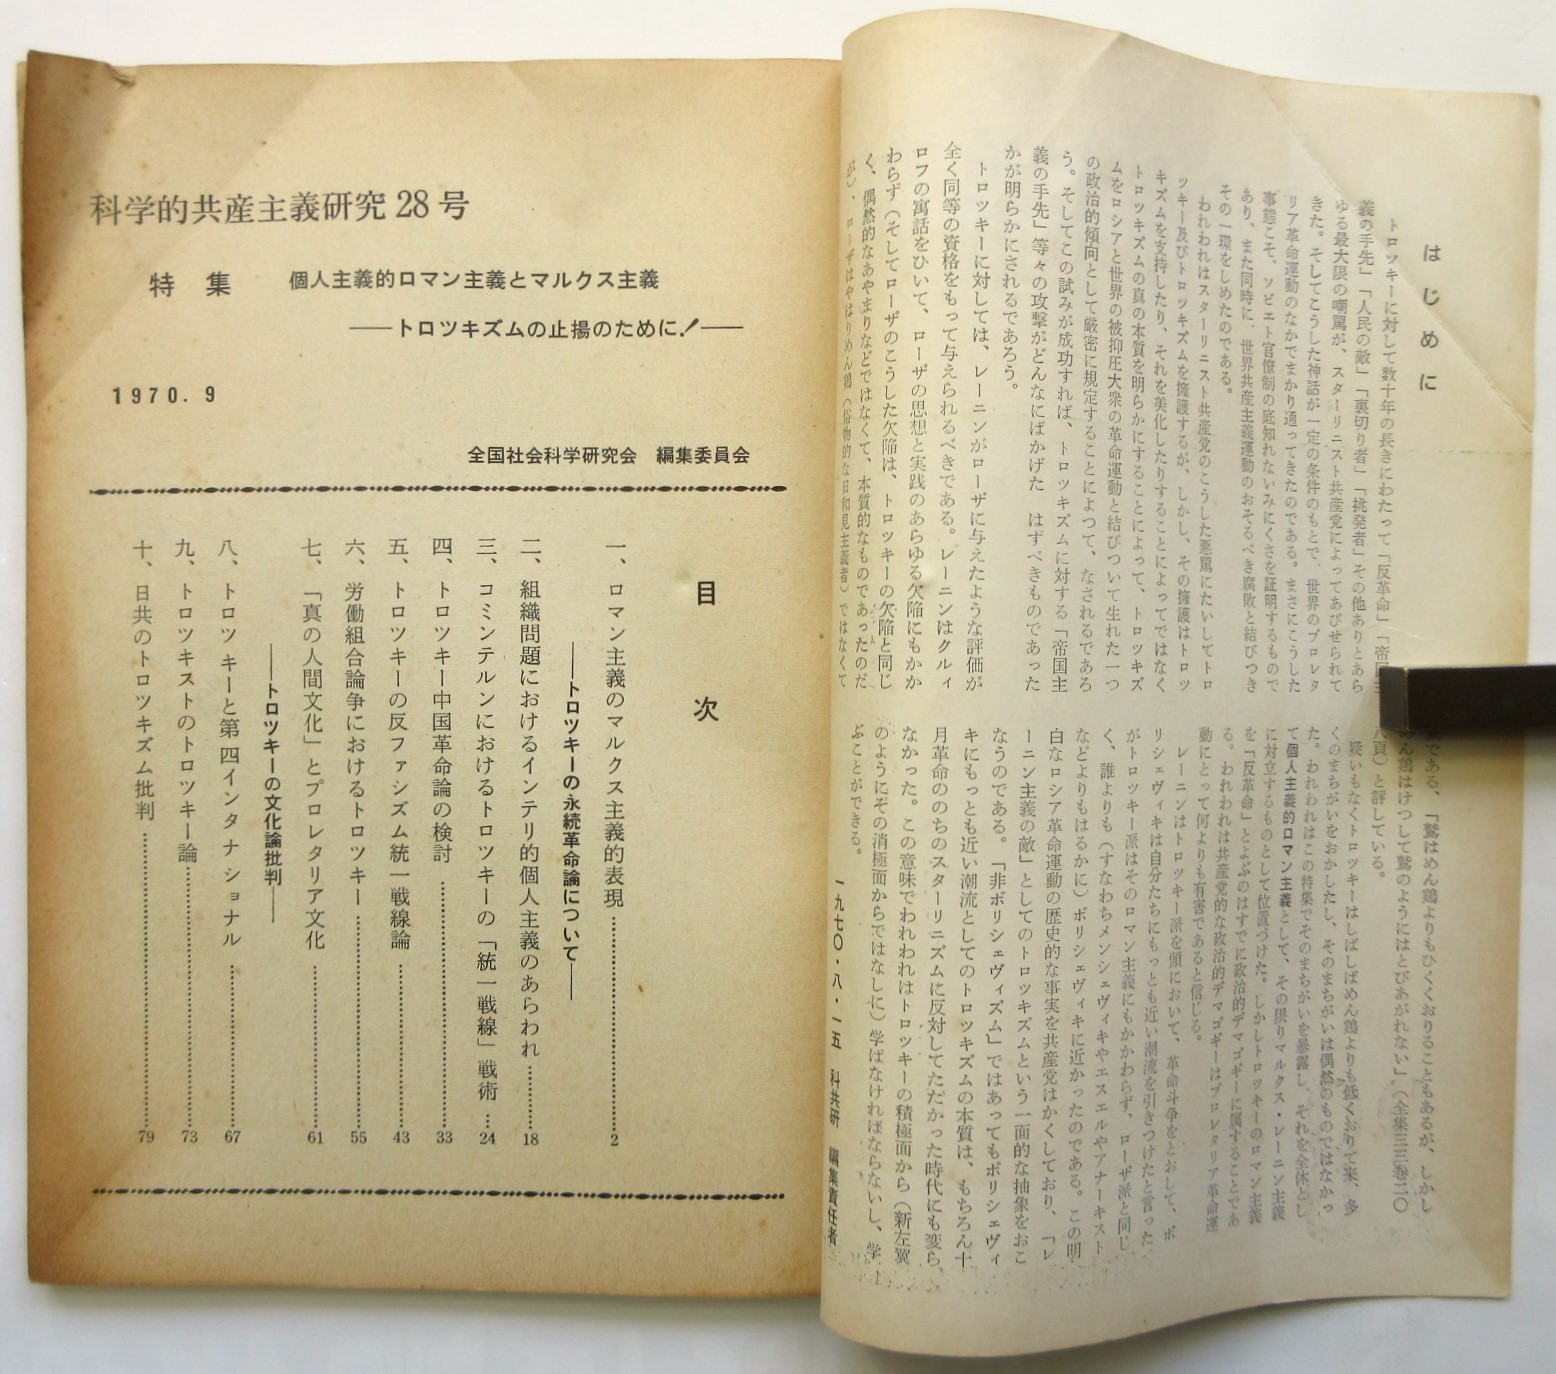 科学的共産主義研究 28 号
特 集 個人主義的ロマン主義とマルクス主義
――トロツキズムの止揚のために！――
1970. 9
全国社会科学研究会 編集委員会
目 次
一、ロマン主義のマルクス主義的表現……2
――トロツキーの永続革命論について――
二、組織問題におけるインテリ的個人主義のあらわれ……18
三、コミンテルンにおけるトロツキーの「統一戦線」戦術…24
四、トロツキー中国革命論の検討……33
五、トロツキーの反ファシズム統一戦線論……43
六、労働組合論争におけるトロツキー……55
七、「真の人間文化」とプロレタリア文化……61
――トロツキーの文化論批判――
八、トロツキーと第四インタナショナル……67
九、トロツキストのトロツキー論……73
十、日共のトロツキズム批判……79
はじめに
トロツキーに対して数十年の長きにわたって「反革命」「帝国主
義の手先」「人民の敵」「裏切り者」「挑発者」その他ありとあら
ゆる最大限の嘲罵が、スターリニスト共産党によってあびせられて
きた。そしてこうした神話が一定の条件のもとで、世界のプロレタ
リア革命運動のなかでまかり通ってきたのである。まさにこうした
事態こそ、ソビエト官僚制の底知れないみにくさを証明するもので
あり、また同時に、世界共産主義運動のおそるべき腐敗と結びつき
その一環をしめたのである。
われわれはスターリニスト共産党のこうした悪罵にたいしてトロ
ツキー及びトロツキズムを擁護するが、しかし、その擁護はトロツ
キズムを支持したり、それを美化したりすることによってではなく
トロツキズムの真の本質を明らかにすることによって、トロツキズ
ムをロシアと世界の被抑圧大衆の革命運動と結びついて生れた一つ
の政治的傾向として厳密に規定することによつて、なされるであろ
う。そしてこの試みが成功すれば、トロツキズムに対する「帝国主
義の手先」等々の攻撃がどんなにばかげた はずべきものであった
かが明らかにされるであろう。
トロツキーに対しては、レーニンがローザに与えたような評価が
全く同等の資格をもって与えられるべきである。レーニンはクルィ
ロフの寓話をひいて、ローザの思想と実践のあらゆる欠陥にもかか
わらず（そしてローザのこうした欠陥は、トロツキーの欠陥と同じ
く、偶然的なあやまりなどではなくて、本質的なものであったのだ
が）、ローザはやはりめん鶏（俗物的な日和見主義者）ではなくて
鷲である、「鷲はめん鶏よりもひくくおりることもあるが、しかし
めん鶏はけっして鷲のようにはとびあがれない」（全集三三巻二〇
八頁）と評している。
疑いもなくトロツキーはしばしばめん鶏よりも低くおりて来、多
くのまちがいをおかしたし、そのまちがいは偶然のものではなかっ
た。われわれはこの特集でそのまちがいを暴露し、それを全体とし
て個人主義的ロマン主義として、その限りマルクス・レーニン主義
に対立するものとして位置づけた。しかしトロツキーのロマン主義
を「反革命」とよぶのはすでに政治的デマゴギーに属することであ
る。われわれは共産党的な政治的デマゴギーはプロレタリア革命運
動にとって何よりも有害であると信じる。
レーニンはトロツキー派を頭において、革命斗争をとおして、ボ
リシェヴィキは自分たちにもっとも近い潮流を引きつけたと言った
がトロツキー派はそのロマン主義にもかかわらず、ローザ派と同じ
く、誰よりも（すなわちメンシェヴィキやエスエルやアナーキスト
などよりもはるかに）ボリシェヴィキに近かったのである。この明
白なロシア革命運動の歴史的な事実を共産党はかくしており、「レ
ーニン主義の敵」としてのトロツキズムという一面的な抽象をおこ
なうのである。「非ボリシェヴィズム」ではあってもボリシェヴィ
キにもっとも近い潮流としてのトロツキズムの本質は、もちろん十
月革命ののちのスターリニズムに反対してたたかった時代にも変ら
なかった。この意味でわれわれはトロツキーの積極面から（新左翼
のようにその消極面からではなしに）学ばなければならないし、学
ぶことができる。
一九七〇・八・一五 科共研 編集責任者